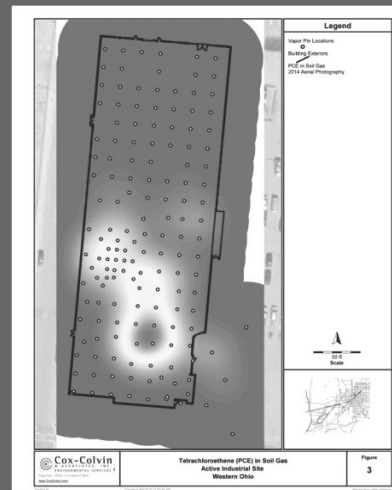 Legend
Vapor Pin Locations
Building Exteriors
PCE in Soil Gas
2014 Aerial Photography
50 ft
Scale
Cox-Colvin
& ASSOCIATES, INC.
ENVIRONMENTAL SERVICES
Tetrachloroethene (PCE) in Soil Gas
Active Industrial Site
Western Ohio
Figure
3